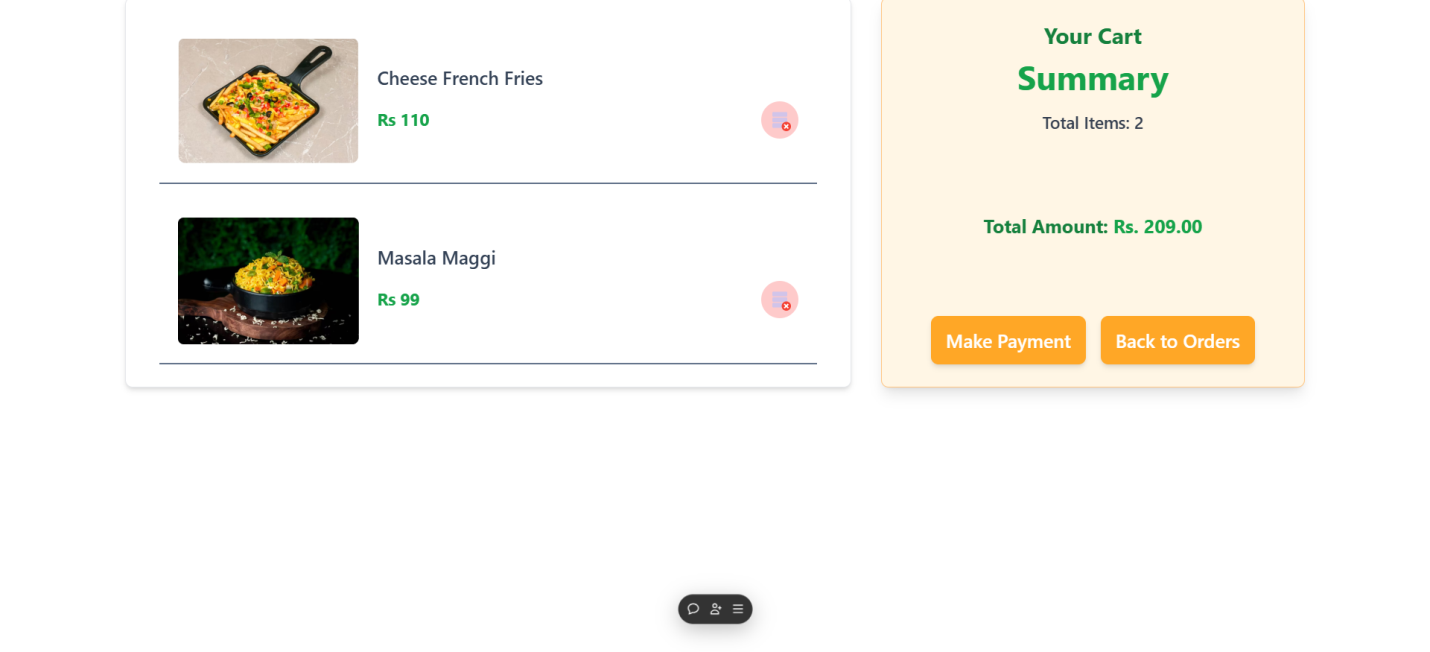 Cheese French Fries
Rs 110
Masala Maggi
Rs 99
Your Cart
Summary
Total Items: 2
Total Amount: Rs. 209.00
Make Payment
Back to Orders